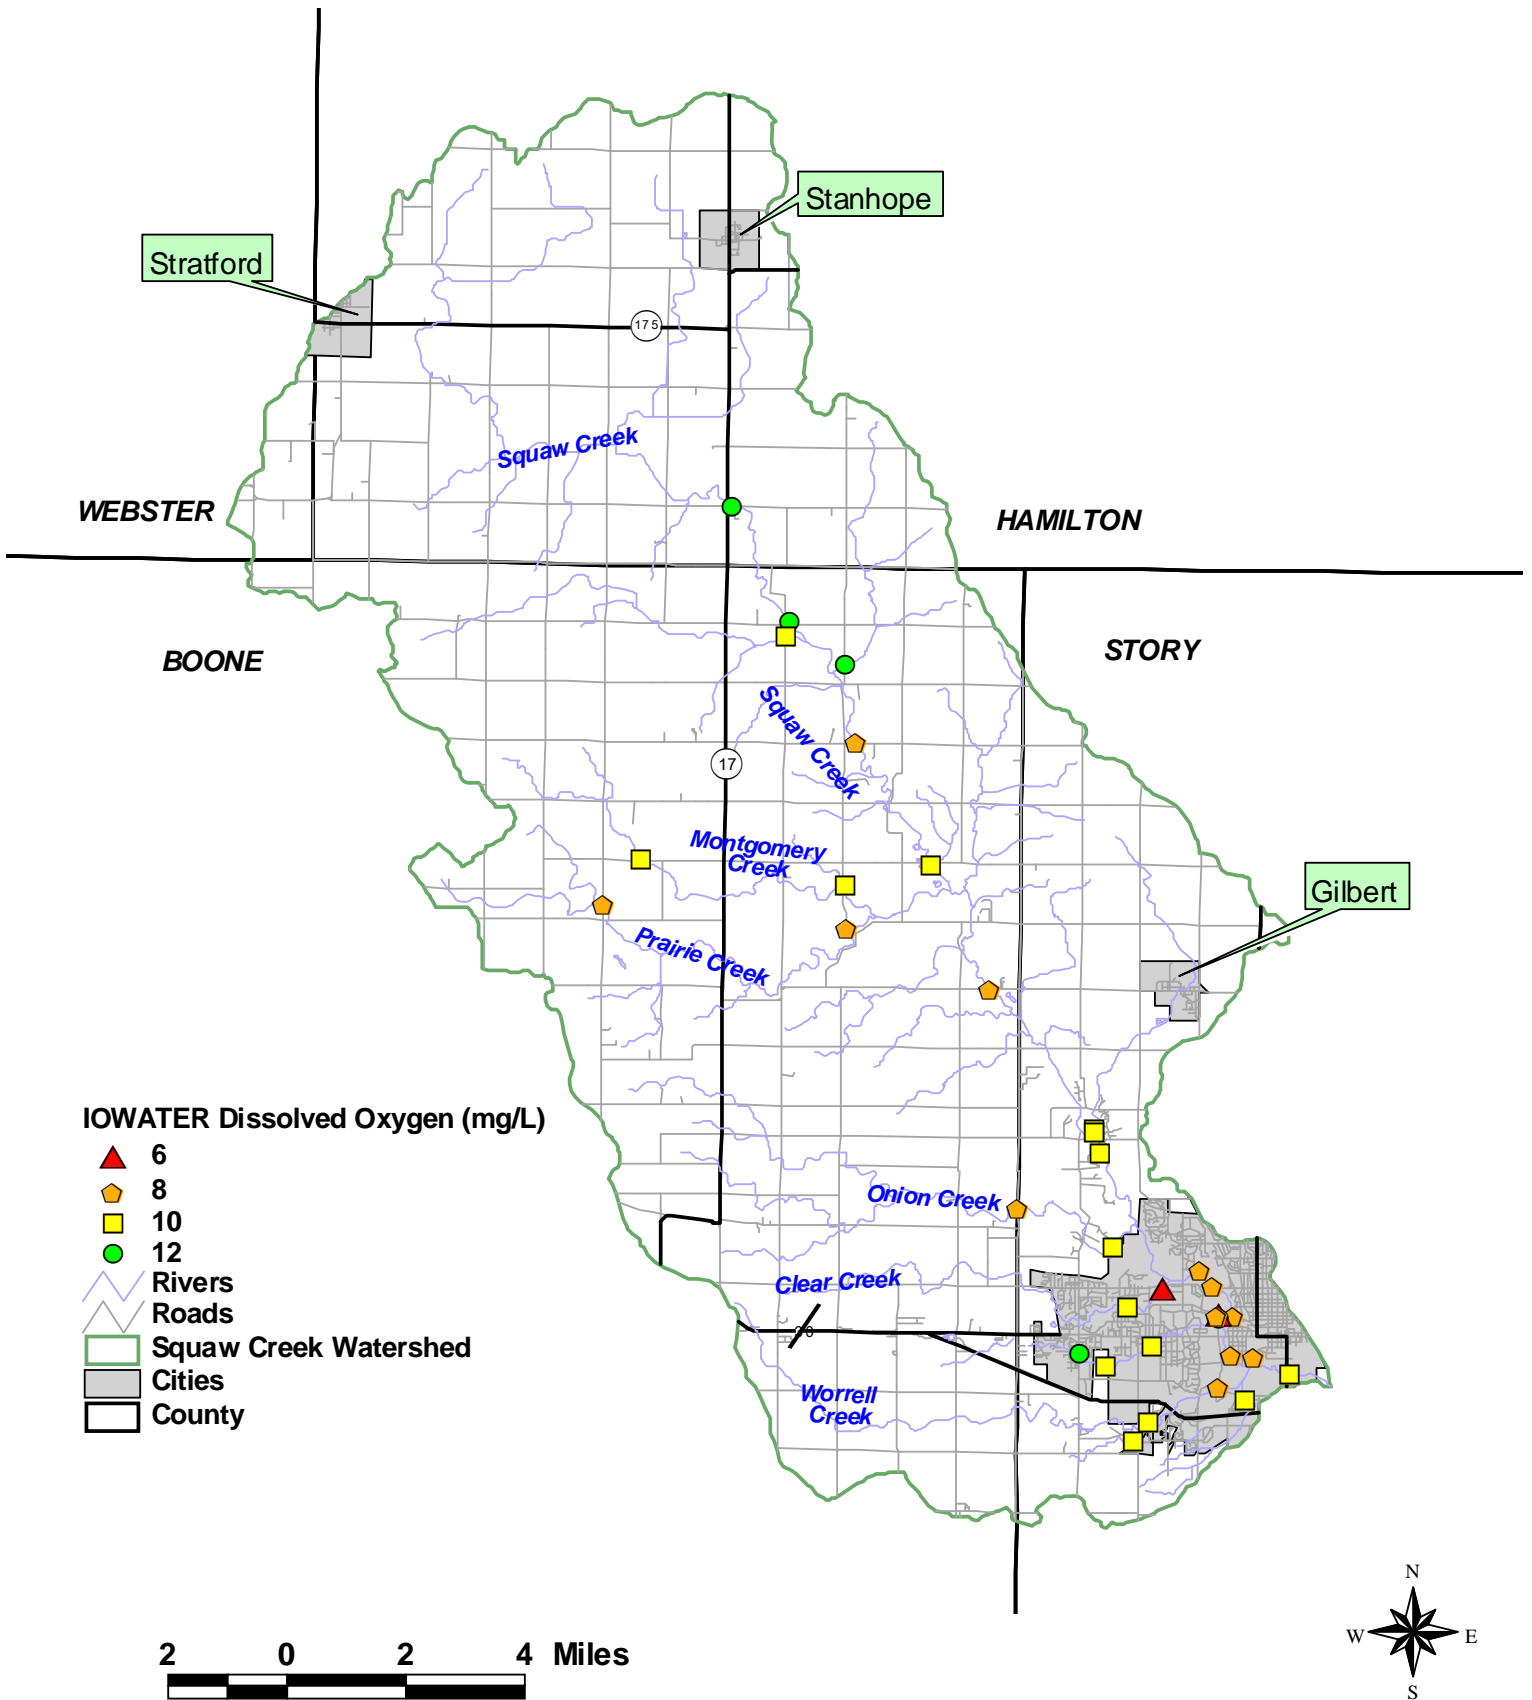 Stanhope
Stratford
175
Squaw Creek
WEBSTER
HAMILTON
BOONE
STORY
Squaw Creek
17
Montgomery
Creek
Gilbert
Prairie Creek
IOWATER Dissolved Oxygen (mg/L)
6
8
10
12
Rivers
Roads
Squaw Creek Watershed
Cities
County
Onion Creek
Clear Creek
30
Worrell
Creek
2 0 2 4 Miles
N
W E
S